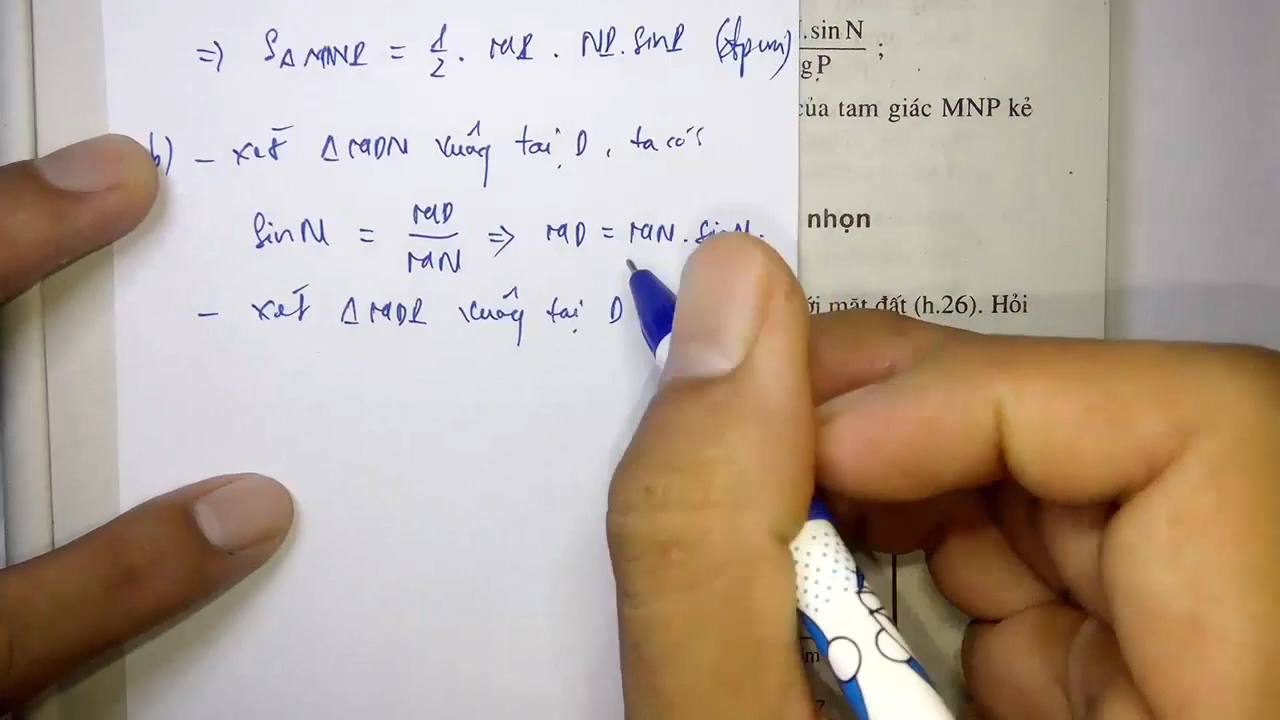 => S△MNP = 1/2 . MP . NP. sinP (đpcm)
b) - xét △MDN vuông tại D, ta có:
sinN = MD/MN => MD = MN. sinN.
- xét △MDP vuông tại D
.sin N
gP ;
của tam giác MNP kẻ
nhọn
ới mặt đất (h.26). Hỏi
m